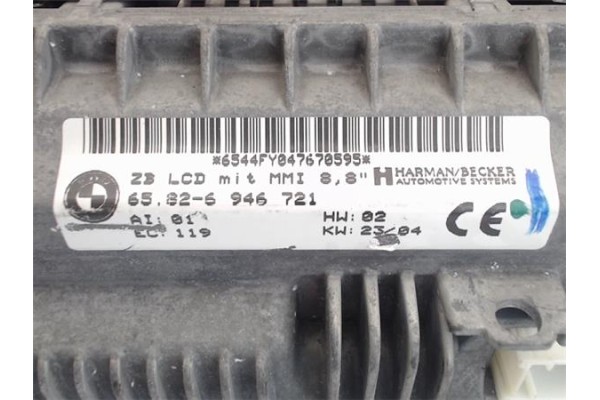 *6544FY047670595*
ZB LCD mit MMI 8,8"
HARMAN/BECKER
AUTOMOTIVE SYSTEMS
65.82-6 946 721
AI: 01
HW: 02
EC: 119
KW: 23/04
CE